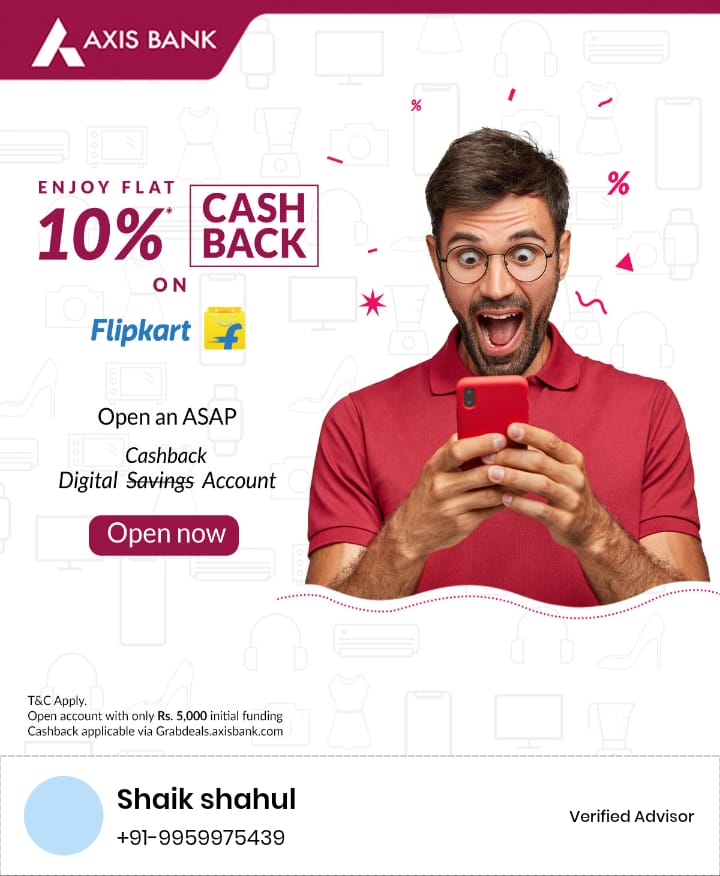 AXIS BANK
ENJOY FLAT
10%*
CASH
BACK
ON
Flipkart
Open an ASAP
Cashback
Digital Savings Account
Open now
T&C Apply.
Open account with only Rs. 5,000 initial funding
Cashback applicable via Grabdeals.axisbank.com
Shaik shahul
+91-9959975439
Verified Advisor